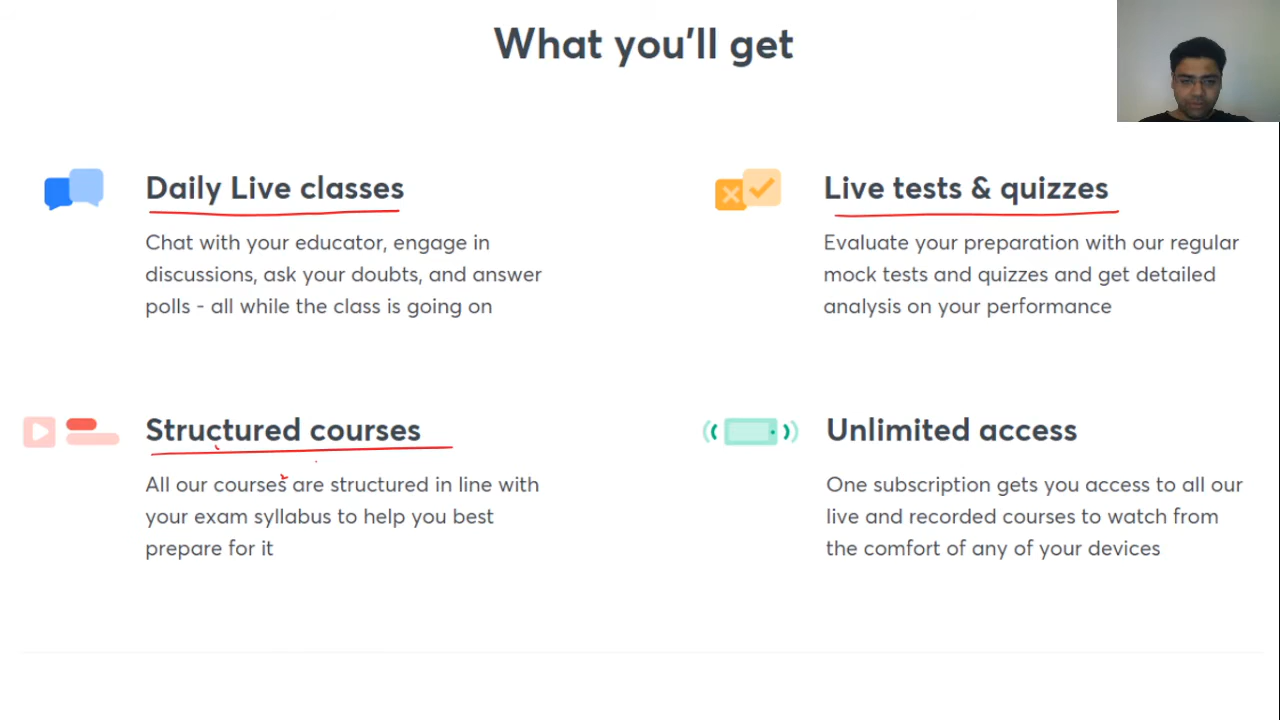 What you'll get
Daily Live classes
Chat with your educator, engage in
discussions, ask your doubts, and answer
polls - all while the class is going on
Live tests & quizzes
Evaluate your preparation with our regular
mock tests and quizzes and get detailed
analysis on your performance
Structured courses
All our courses are structured in line with
your exam syllabus to help you best
prepare for it
Unlimited access
One subscription gets you access to all our
live and recorded courses to watch from
the comfort of any of your devices